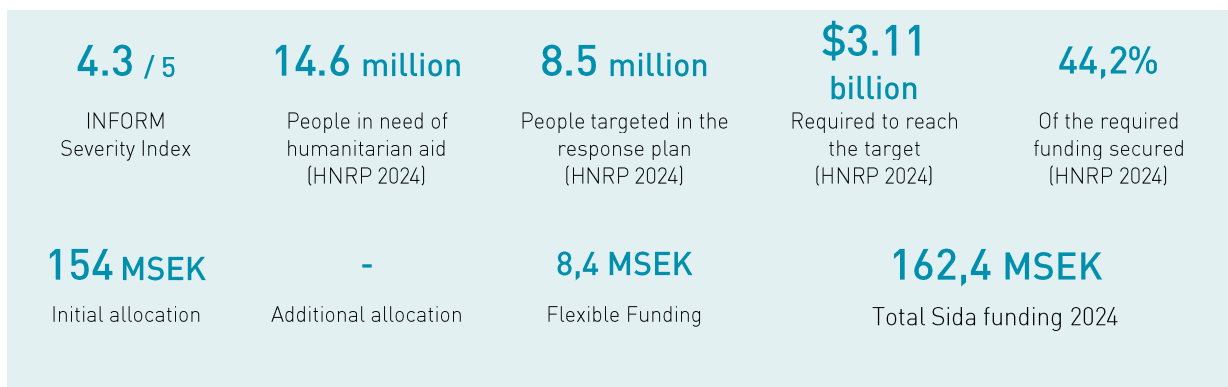 4.3 / 5
INFORM
Severity Index
14.6 million
People in need of
humanitarian aid
(HNRP 2024)
8.5 million
People targeted in the
response plan
(HNRP 2024)
$3.11
billion
Required to reach
the target
(HNRP 2024)
44,2%
Of the required
funding secured
(HNRP 2024)
154 MSEK
Initial allocation
-
Additional allocation
8,4 MSEK
Flexible Funding
162,4 MSEK
Total Sida funding 2024